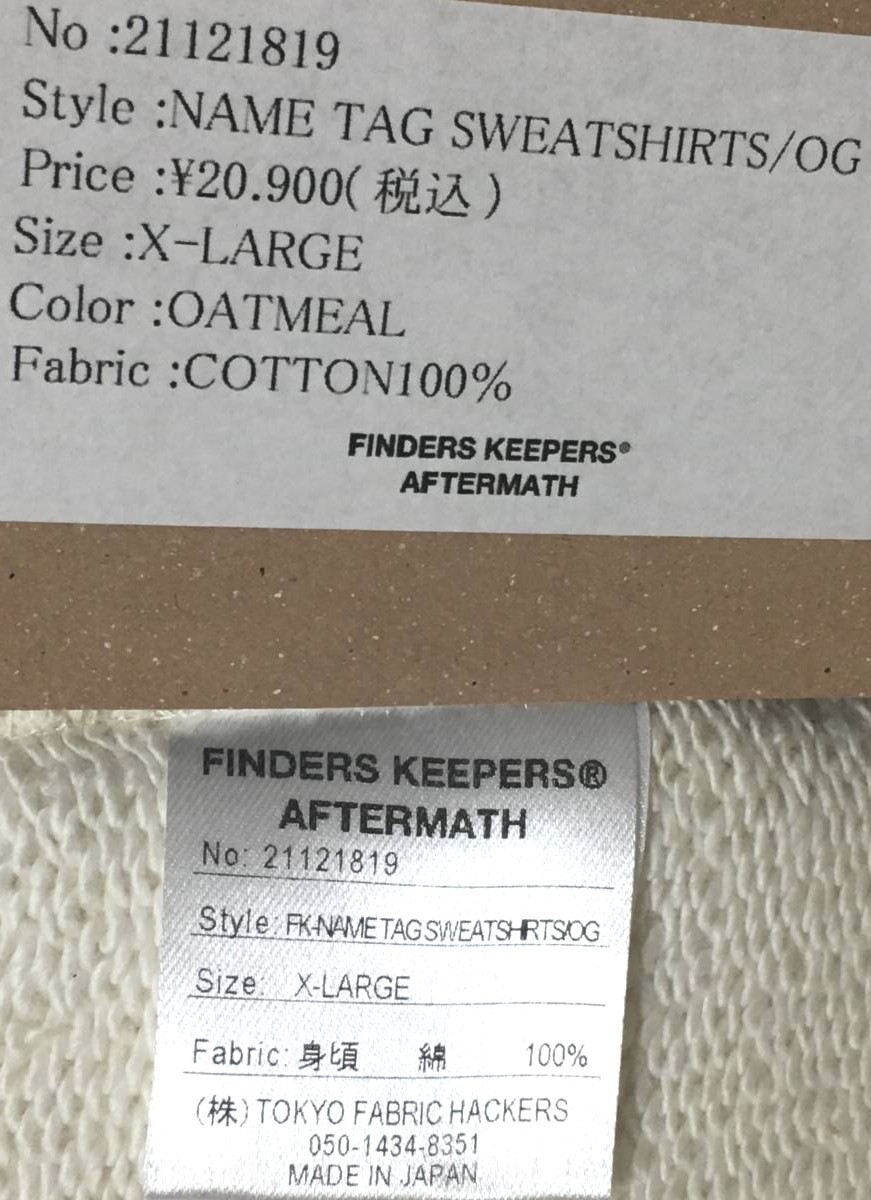 No :21121819
Style :NAME TAG SWEATSHIRTS/OG
Price :¥20.900(税込)
Size :X-LARGE
Color :OATMEAL
Fabric :COTTON100%
FINDERS KEEPERS®
AFTERMATH
FINDERS KEEPERS®
AFTERMATH
No: 21121819
Style: FK-NAME TAG SWEATSHIRTS/OG
Size: X-LARGE
Fabric: 身頃 綿 100%
(株)TOKYO FABRIC HACKERS
050-1434-8351
MADE IN JAPAN